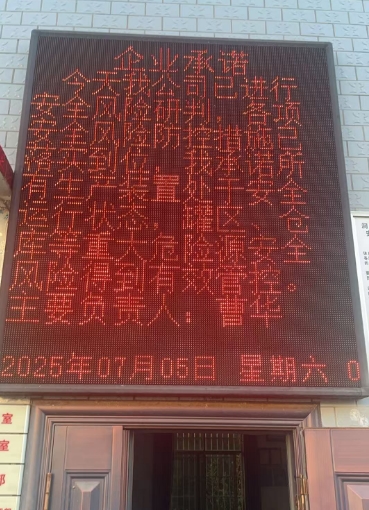 企业承诺
今天我公司已进行
安全风险研判,各项
安全风险防控措施已
落实到位,我承诺所
有生产装置处于安全
运行状态,罐区、仓
库等重大危险源安全
风险得到有效管控。
主要负责人:曹华
2025年07月05日 星期六 0
室
室